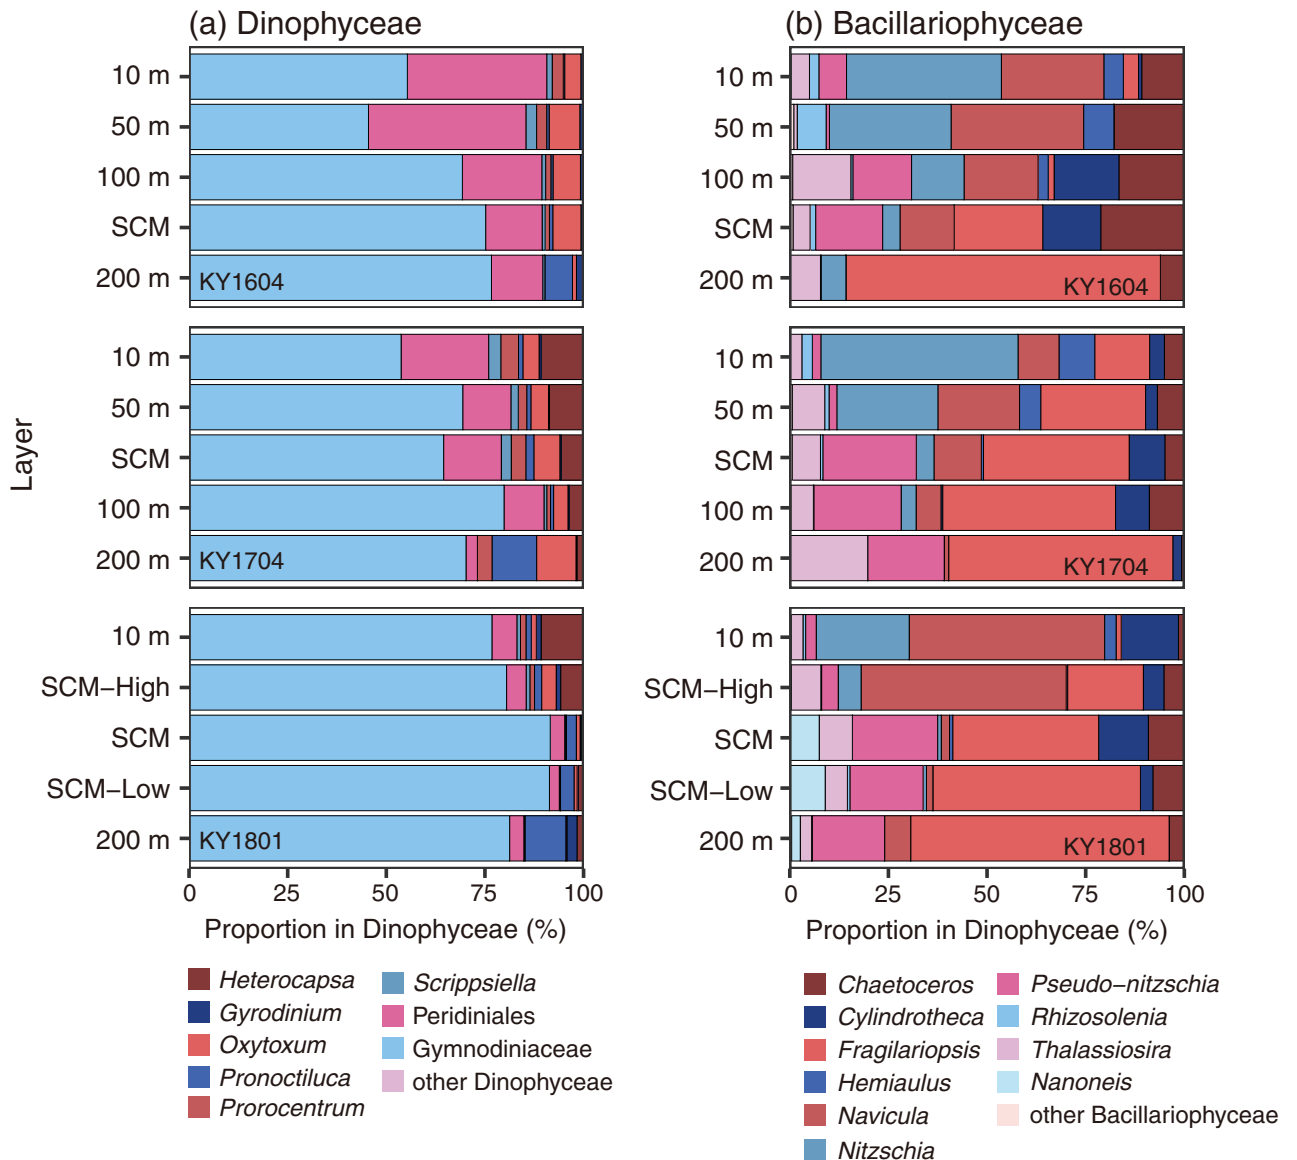 (a) Dinophyceae
10 m
50 m
100 m
SCM
200 m
KY1604
10 m
50 m
SCM
100 m
200 m
KY1704
10 m
SCM−High
SCM
SCM−Low
200 m
KY1801
Layer
0 25 50 75 100
Proportion in Dinophyceae (%)
Heterocapsa
Gyrodinium
Oxytoxum
Pronoctiluca
Prorocentrum
Scrippsiella
Peridiniales
Gymnodiniaceae
other Dinophyceae
(b) Bacillariophyceae
10 m
50 m
100 m
SCM
200 m
KY1604
10 m
50 m
SCM
100 m
200 m
KY1704
10 m
SCM−High
SCM
SCM−Low
200 m
KY1801
0 25 50 75 100
Proportion in Dinophyceae (%)
Chaetoceros
Cylindrotheca
Fragilariopsis
Hemiaulus
Navicula
Nitzschia
Pseudo−nitzschia
Rhizosolenia
Thalassiosira
Nanoneis
other Bacillariophyceae